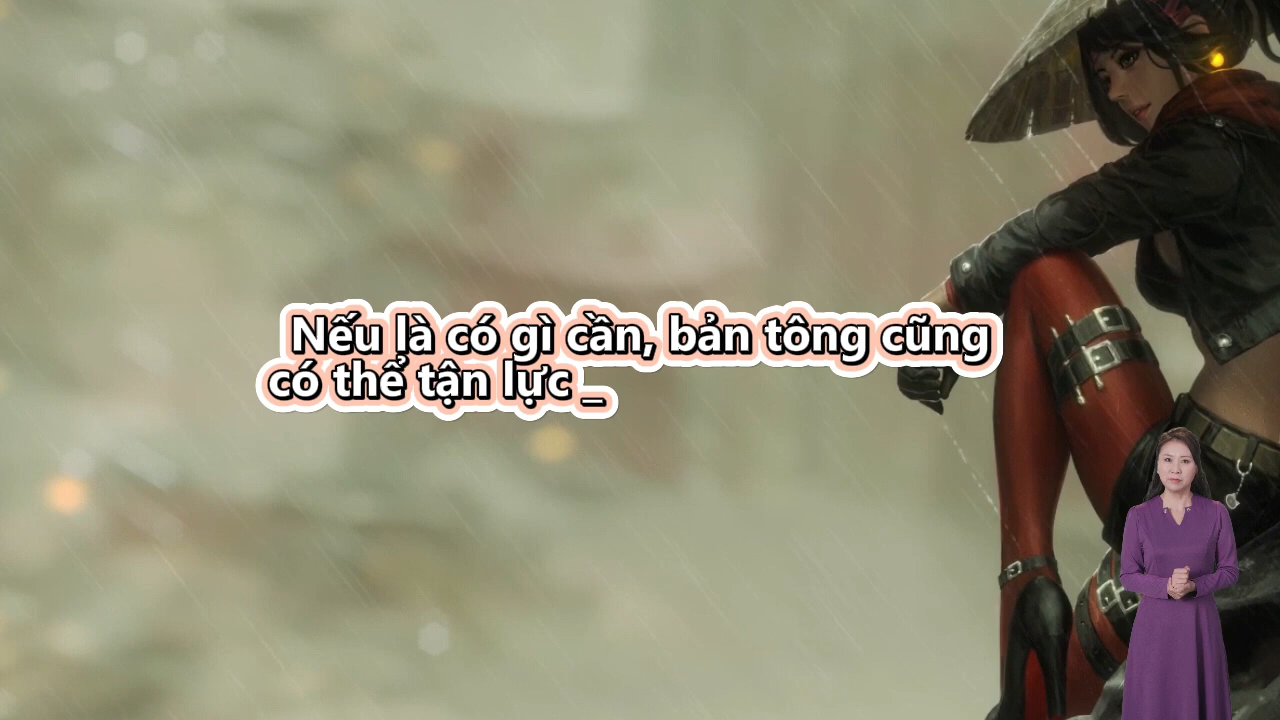 Nếu là có gì cần, bản tông cũng
có thể tận lực _